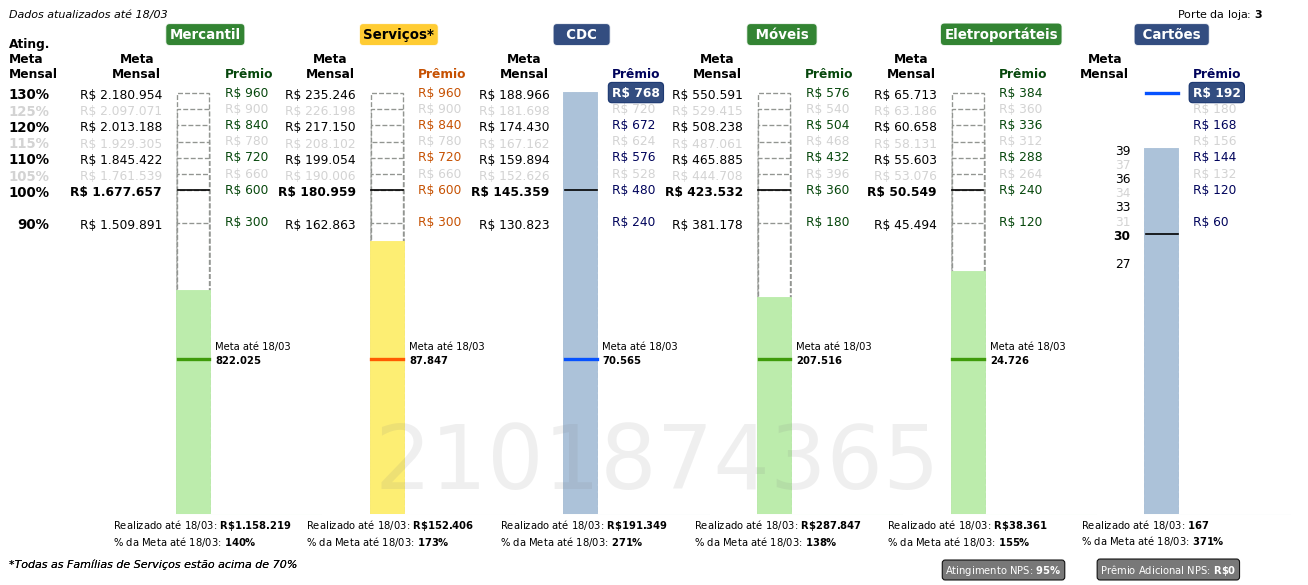 Dados atualizados até 18/03
Porte da loja: 3
Mercantil Serviços* CDC Móveis Eletroportáteis Cartões
Ating. Meta Mensal
Meta Mensal Prêmio Meta Mensal Prêmio Meta Mensal Prêmio Meta Mensal Prêmio Meta Mensal Prêmio Meta Mensal Prêmio
130% R$ 2.180.954 R$ 960 R$ 235.246 R$ 960 R$ 188.966 R$ 768 R$ 550.591 R$ 576 R$ 65.713 R$ 384 R$ 192
125% R$ 2.097.071 R$ 900 R$ 226.198 R$ 900 R$ 181.698 R$ 720 R$ 529.415 R$ 540 R$ 63.186 R$ 360 R$ 180
120% R$ 2.013.188 R$ 840 R$ 217.150 R$ 840 R$ 174.430 R$ 672 R$ 508.238 R$ 504 R$ 60.658 R$ 336 R$ 168
115% R$ 1.929.305 R$ 780 R$ 208.102 R$ 780 R$ 167.162 R$ 624 R$ 487.061 R$ 468 R$ 58.131 R$ 312 R$ 156
110% R$ 1.845.422 R$ 720 R$ 199.054 R$ 720 R$ 159.894 R$ 576 R$ 465.885 R$ 432 R$ 55.603 R$ 288 39 R$ 144
105% R$ 1.761.539 R$ 660 R$ 190.006 R$ 660 R$ 152.626 R$ 528 R$ 444.708 R$ 396 R$ 53.076 R$ 264 37 R$ 132
100% R$ 1.677.657 R$ 600 R$ 180.959 R$ 600 R$ 145.359 R$ 480 R$ 423.532 R$ 360 R$ 50.549 R$ 240 36 R$ 120
34
33
90% R$ 1.509.891 R$ 300 R$ 162.863 R$ 300 R$ 130.823 R$ 240 R$ 381.178 R$ 180 R$ 45.494 R$ 120 31 R$ 60
30
27
Meta até 18/03 Meta até 18/03 Meta até 18/03 Meta até 18/03 Meta até 18/03
822.025 87.847 70.565 207.516 24.726
2101874365
Realizado até 18/03: R$1.158.219 Realizado até 18/03: R$152.406 Realizado até 18/03: R$191.349 Realizado até 18/03: R$287.847 Realizado até 18/03: R$38.361 Realizado até 18/03: 167
% da Meta até 18/03: 140% % da Meta até 18/03: 173% % da Meta até 18/03: 271% % da Meta até 18/03: 138% % da Meta até 18/03: 155% % da Meta até 18/03: 371%
*Todas as Famílias de Serviços estão acima de 70%
Atingimento NPS: 95% Prêmio Adicional NPS: R$0